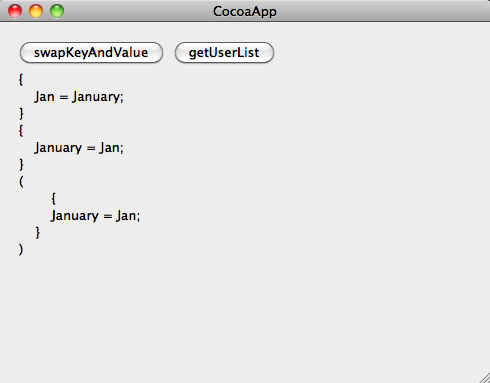 CocoaApp
swapKeyAndValue getUserList
{
Jan = January;
}
{
January = Jan;
}
(
{
January = Jan;
}
)